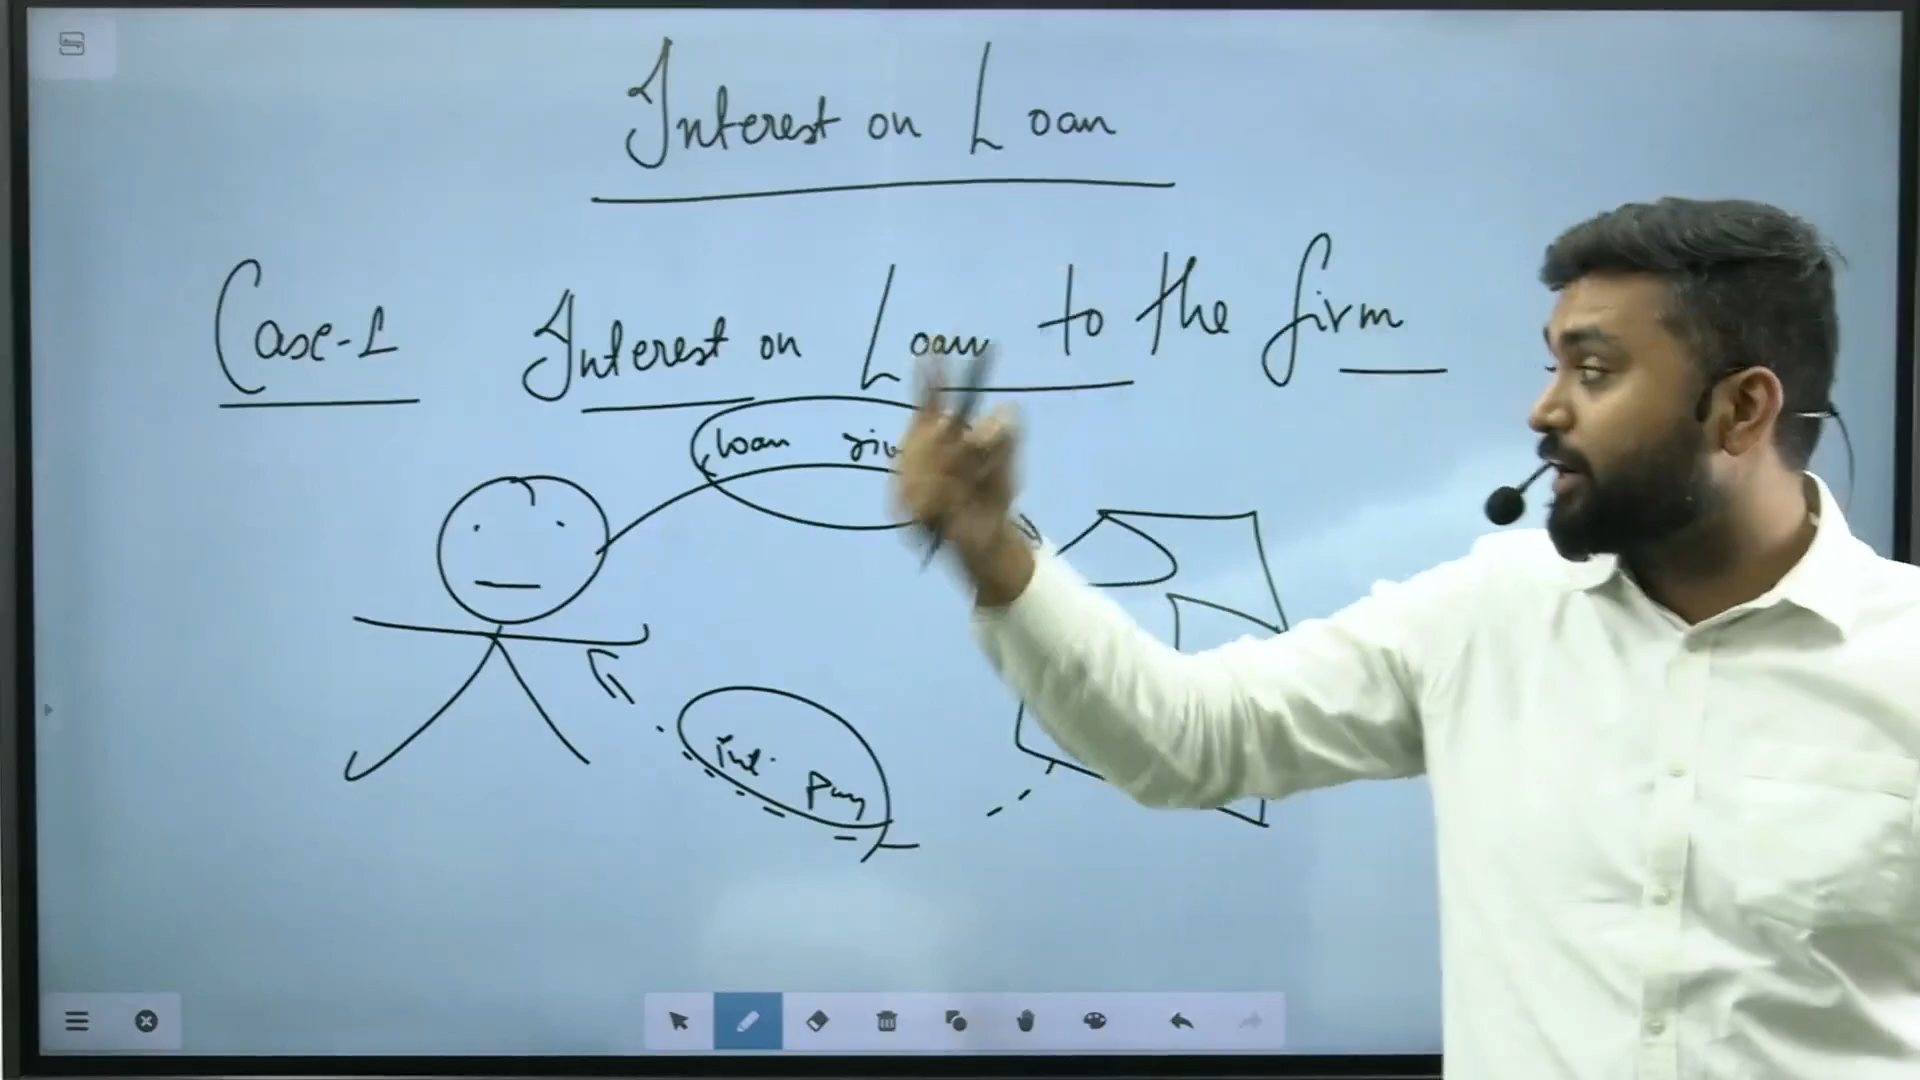 Interest on Loan
Case-1 Interest on Loan to the firm
loan
int. Pay